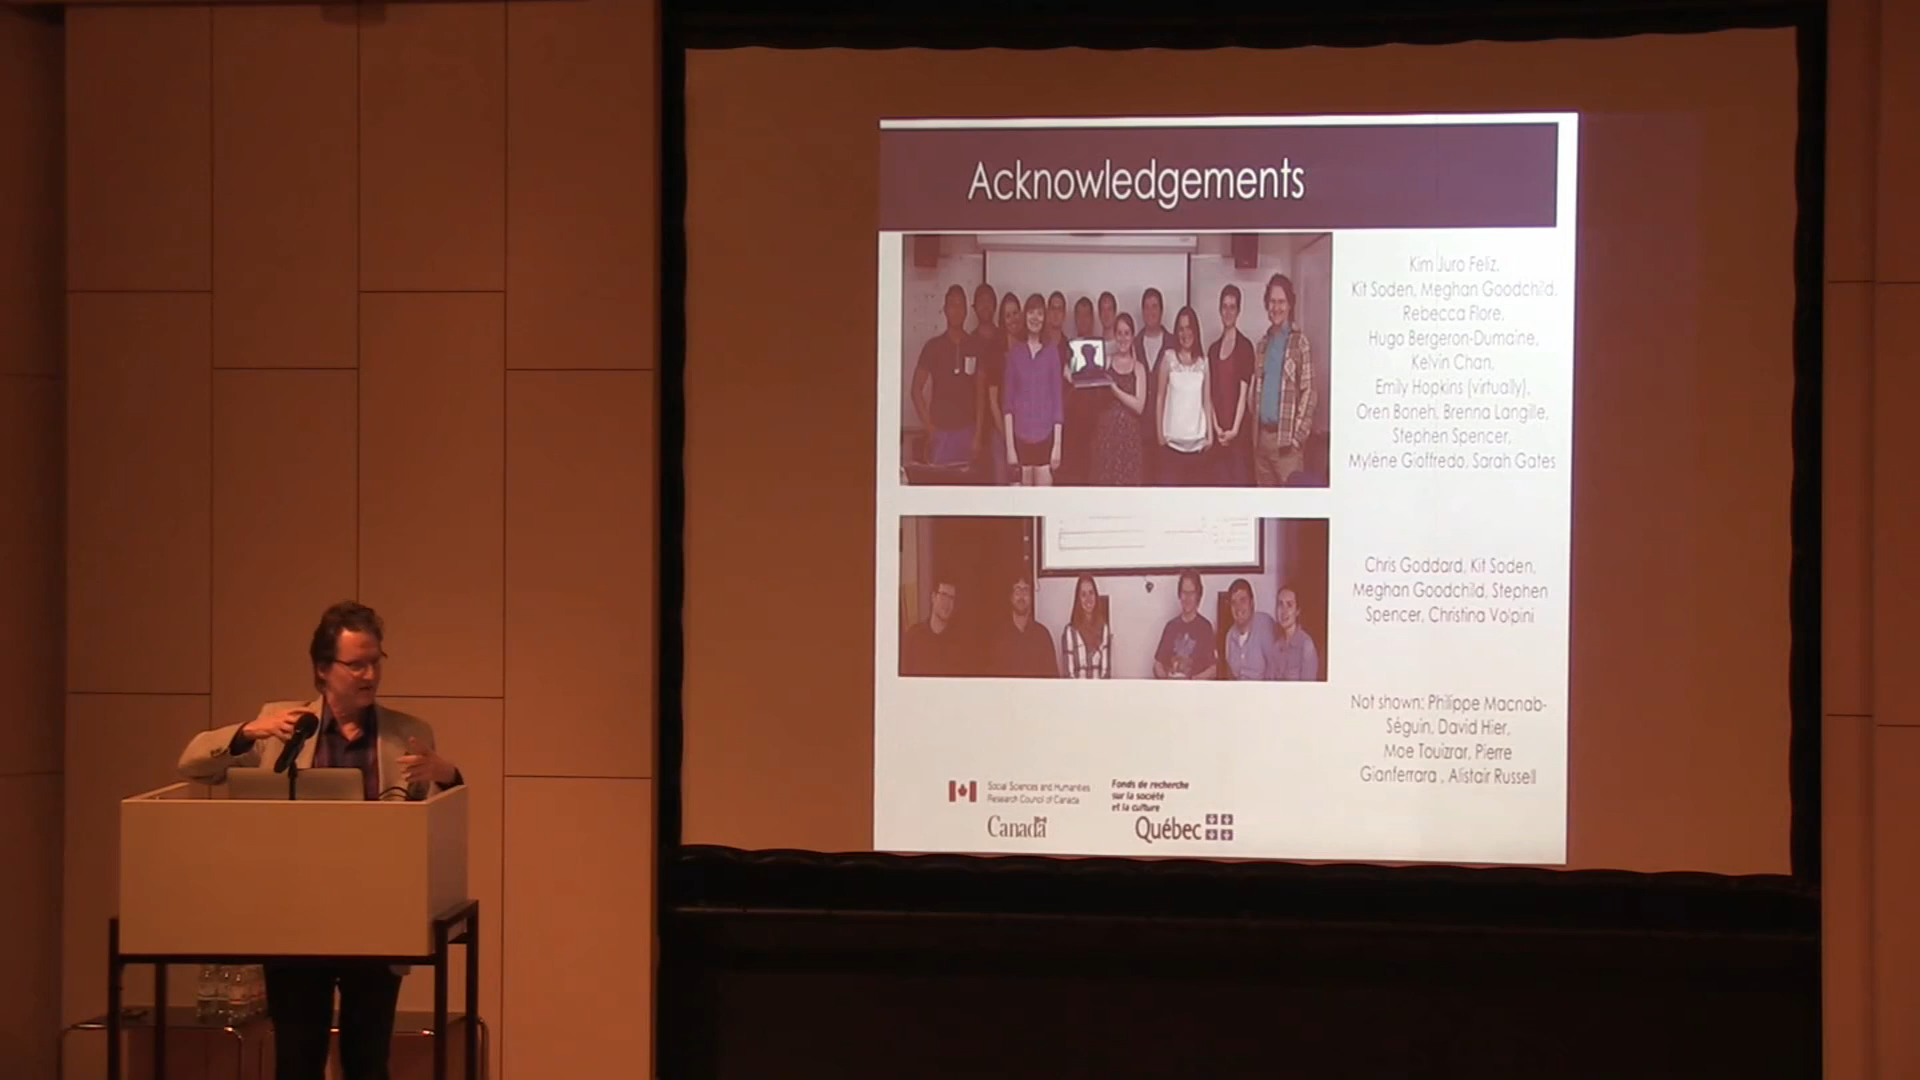 Acknowledgements
Kim Juro Feliz,
Kit Soden, Meghan Goodchild,
Rebecca Flore,
Hugo Bergeron-Dumaine,
Kelvin Chan,
Emily Hopkins (virtually),
Oren Boneh, Brenna Langille,
Stephen Spencer,
Mylène Gioffredo, Sarah Gates
Chris Goddard, Kit Soden,
Meghan Goodchild, Stephen
Spencer, Christina Volpini
Not shown: Philippe Macnab-
Séguin, David Hier,
Moe Touizrar, Pierre
Gianferrara , Alistair Russell
Social Sciences and Humanities
Research Council of Canada
Canada
Fonds de recherche
sur la société
et la culture
Québec